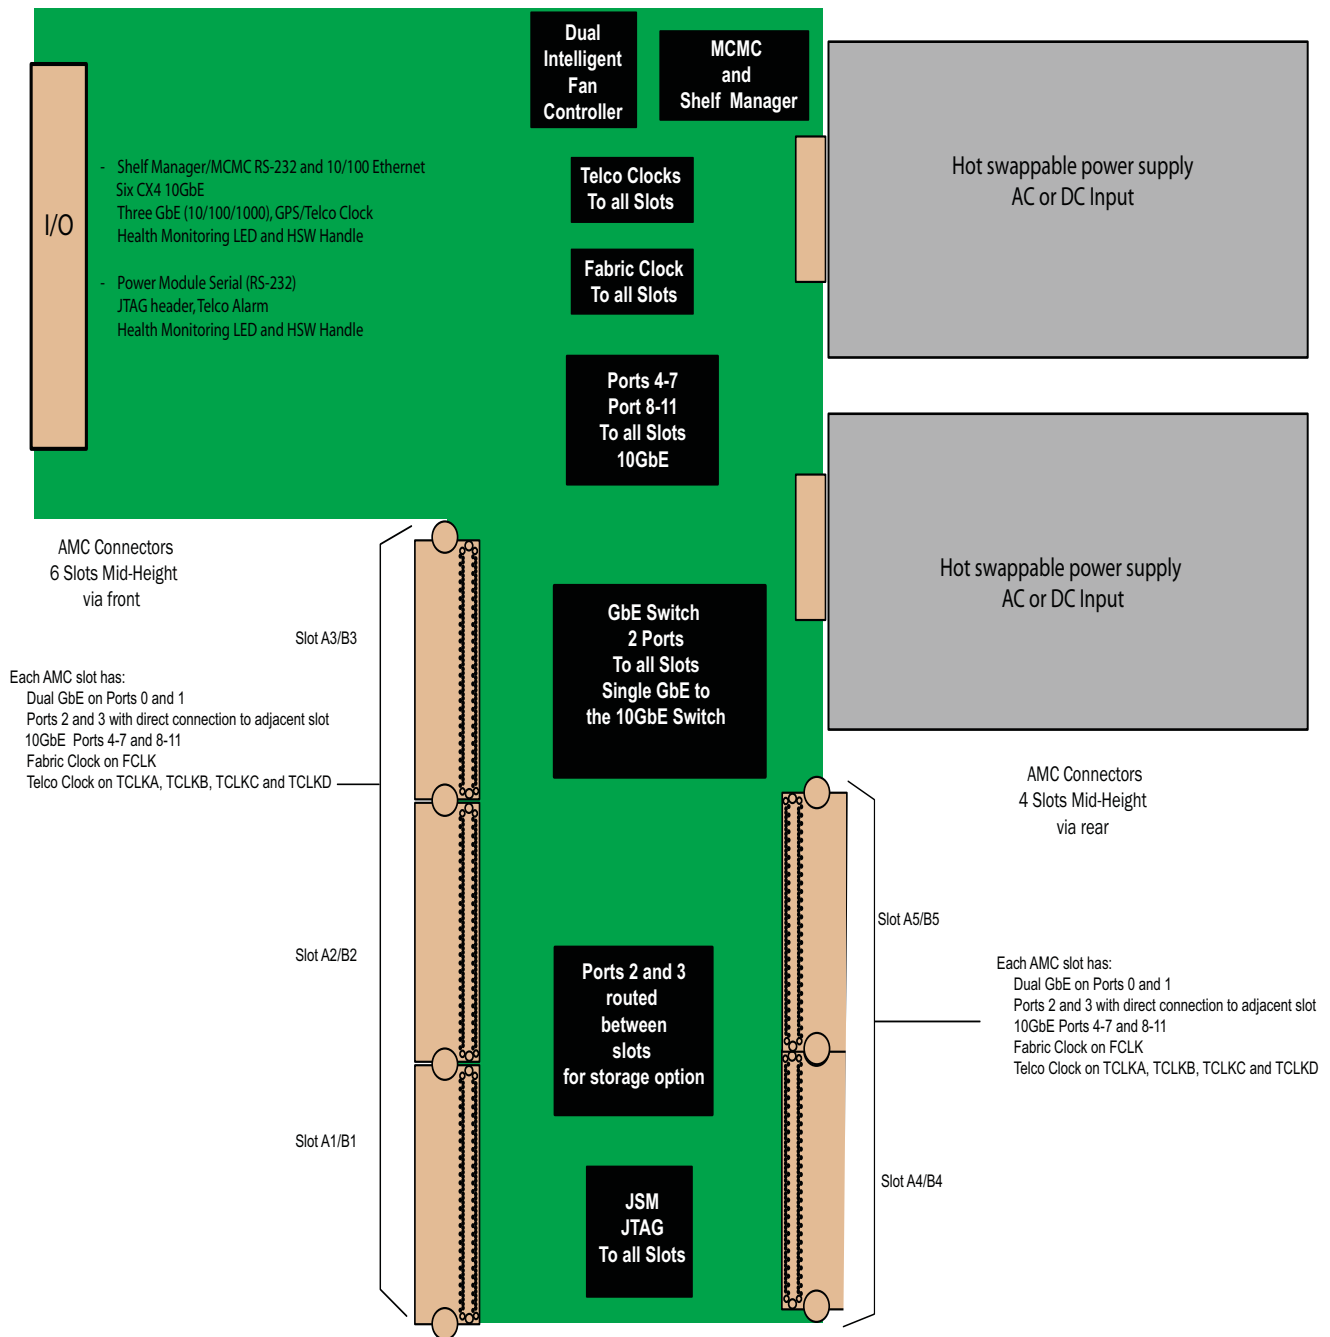 Dual
Intelligent
Fan
Controller
MCMC
and
Shelf Manager
I/O
- Shelf Manager/MCMC RS-232 and 10/100 Ethernet
Six CX4 10GbE
Three GbE (10/100/1000), GPS/Telco Clock
Health Monitoring LED and HSW Handle
- Power Module Serial (RS-232)
JTAG header, Telco Alarm
Health Monitoring LED and HSW Handle
Telco Clocks
To all Slots
Fabric Clock
To all Slots
Hot swappable power supply
AC or DC Input
Ports 4-7
Port 8-11
To all Slots
10GbE
Hot swappable power supply
AC or DC Input
AMC Connectors
6 Slots Mid-Height
via front
Slot A3/B3
Each AMC slot has:
Dual GbE on Ports 0 and 1
Ports 2 and 3 with direct connection to adjacent slot
10GbE Ports 4-7 and 8-11
Fabric Clock on FCLK
Telco Clock on TCLKA, TCLKB, TCLKC and TCLKD
GbE Switch
2 Ports
To all Slots
Single GbE to
the 10GbE Switch
AMC Connectors
4 Slots Mid-Height
via rear
Slot A2/B2
Slot A5/B5
Ports 2 and 3
routed
between
slots
for storage option
Each AMC slot has:
Dual GbE on Ports 0 and 1
Ports 2 and 3 with direct connection to adjacent slot
10GbE Ports 4-7 and 8-11
Fabric Clock on FCLK
Telco Clock on TCLKA, TCLKB, TCLKC and TCLKD
Slot A1/B1
Slot A4/B4
JSM
JTAG
To all Slots